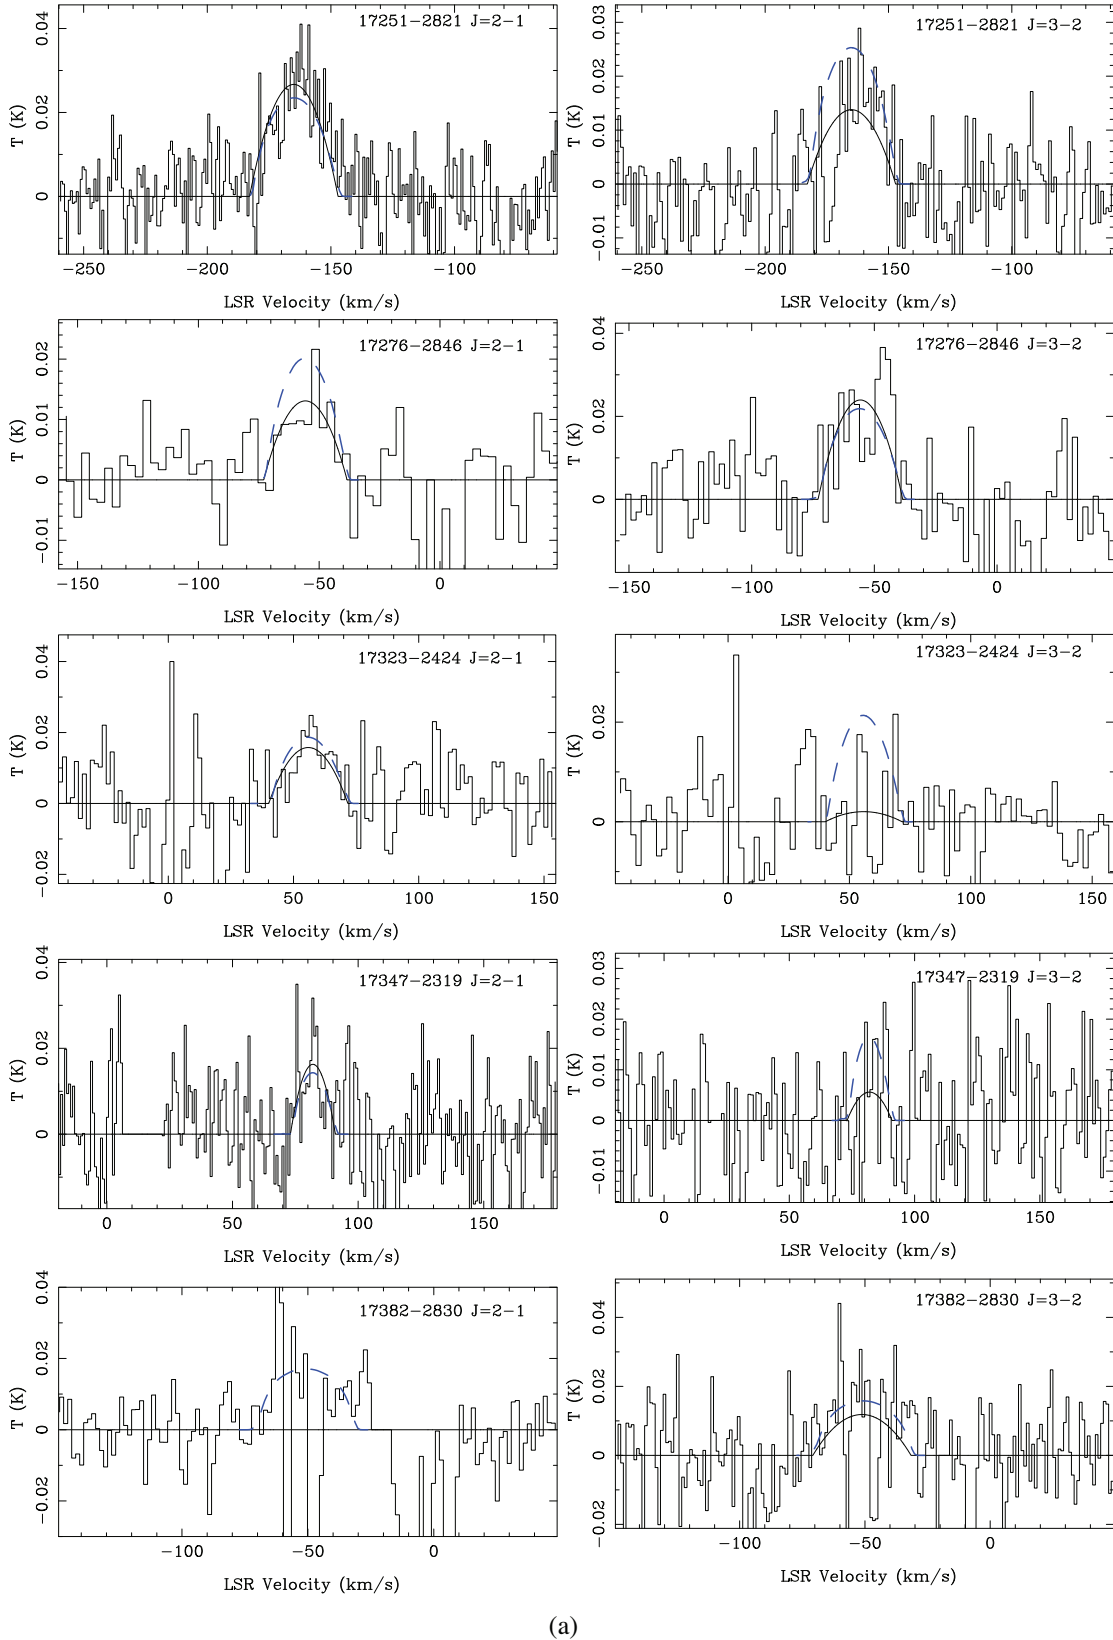 17251−2821 J=2−1
T (K)
0.04
0.02
0
−250 −200 −150 −100
LSR Velocity (km/s)
17251−2821 J=3−2
T (K)
0.03
0.02
0.01
0
−0.01
−250 −200 −150 −100
LSR Velocity (km/s)
17276−2846 J=2−1
T (K)
0.02
0.01
0
−0.01
−150 −100 −50 0
LSR Velocity (km/s)
17276−2846 J=3−2
T (K)
0.04
0.02
0
−150 −100 −50 0
LSR Velocity (km/s)
17323−2424 J=2−1
T (K)
0.04
0.02
0
−0.02
0 50 100 150
LSR Velocity (km/s)
17323−2424 J=3−2
T (K)
0.02
0
0 50 100 150
LSR Velocity (km/s)
17347−2319 J=2−1
T (K)
0.04
0.02
0
0 50 100 150
LSR Velocity (km/s)
17347−2319 J=3−2
T (K)
0.03
0.02
0.01
0
−0.01
0 50 100 150
LSR Velocity (km/s)
17382−2830 J=2−1
T (K)
0.04
0.02
0
−0.02
−100 −50 0
LSR Velocity (km/s)
17382−2830 J=3−2
T (K)
0.04
0.02
0
−0.02
−100 −50 0
LSR Velocity (km/s)
(a)